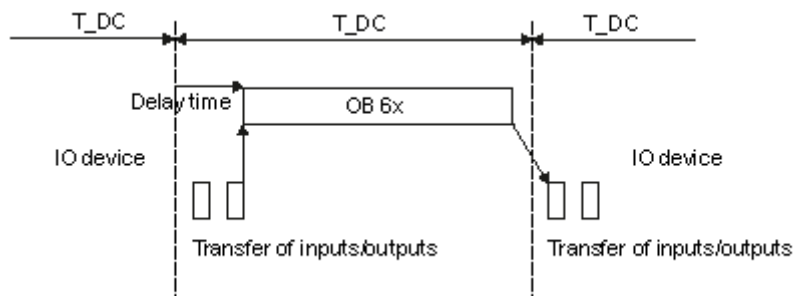 T_DC T_DC T_DC
Delay time OB 6x
IO device IO device
Transfer of inputs/outputs Transfer of inputs/outputs